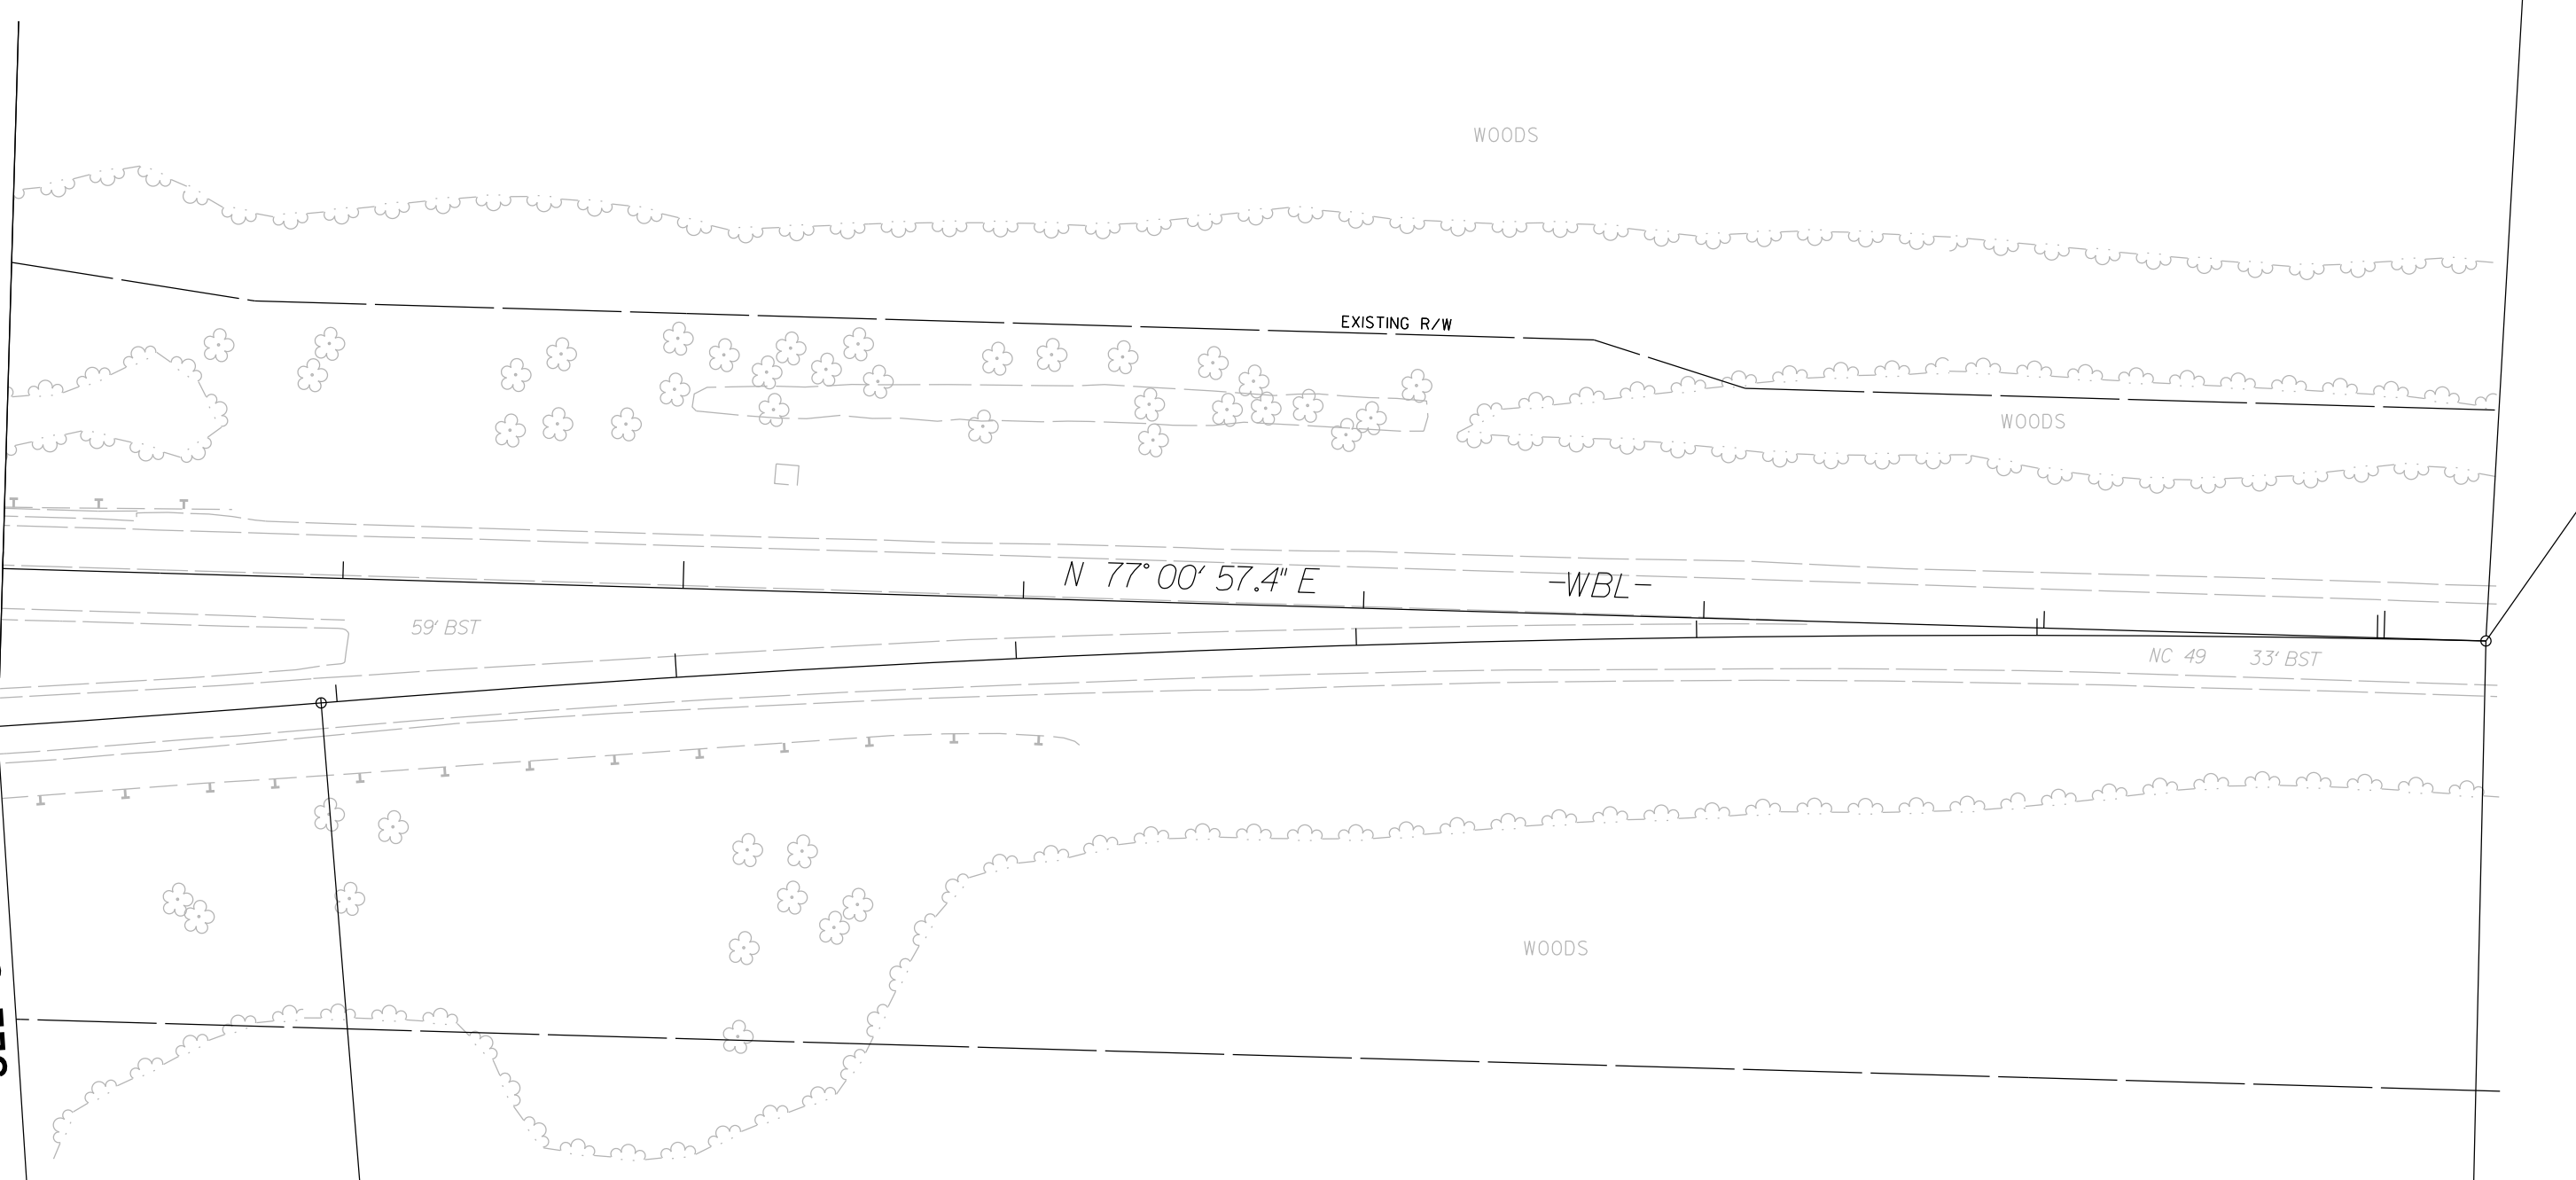 WOODS
EXISTING R/W
WOODS
N 77° 00' 57.4" E
-WBL-
59' BST
NC 49
33' BST
WOODS